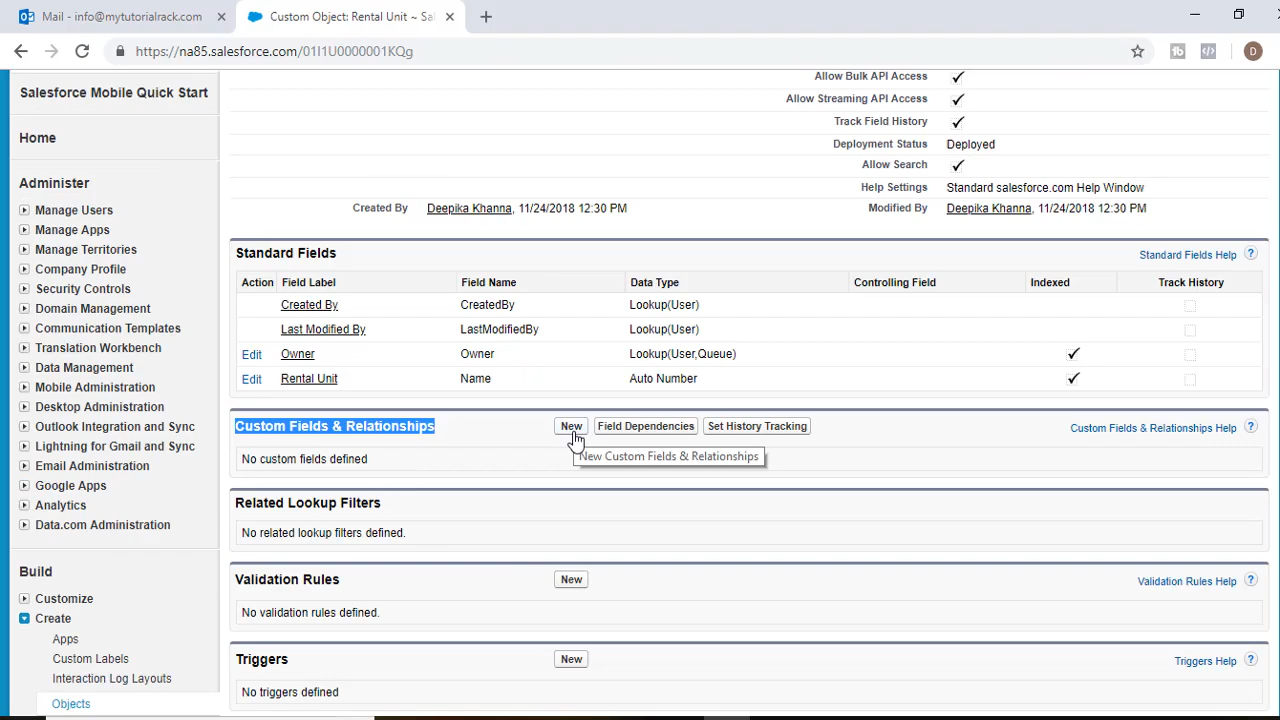 Mail - info@mytutorialrack.com
Custom Object: Rental Unit ~ Sa
https://na85.salesforce.com/01I1U0000001KQg
D
Salesforce Mobile Quick Start
Home
Administer
Manage Users
Manage Apps
Manage Territories
Company Profile
Security Controls
Domain Management
Communication Templates
Translation Workbench
Data Management
Mobile Administration
Desktop Administration
Outlook Integration and Sync
Lightning for Gmail and Sync
Email Administration
Google Apps
Analytics
Data.com Administration
Build
Customize
Create
Apps
Custom Labels
Interaction Log Layouts
Objects
Allow Bulk API Access
Allow Streaming API Access
Track Field History
Deployment Status Deployed
Allow Search
Help Settings Standard salesforce.com Help Window
Created By Deepika Khanna, 11/24/2018 12:30 PM Modified By Deepika Khanna, 11/24/2018 12:30 PM
Standard Fields Standard Fields Help ?
Action Field Label Field Name Data Type Controlling Field Indexed Track History
Created By CreatedBy Lookup(User)
Last Modified By LastModifiedBy Lookup(User)
Edit Owner Owner Lookup(User,Queue)
Edit Rental Unit Name Auto Number
Custom Fields & Relationships New Field Dependencies Set History Tracking Custom Fields & Relationships Help ?
New Custom Fields & Relationships
No custom fields defined
Related Lookup Filters
No related lookup filters defined.
Validation Rules New Validation Rules Help ?
No validation rules defined.
Triggers New Triggers Help ?
No triggers defined